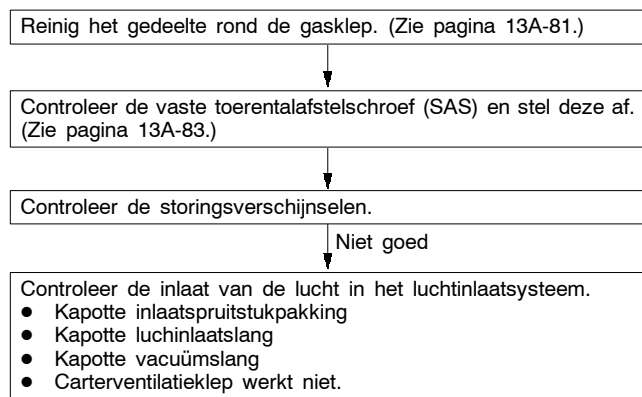 Reinig het gedeelte rond de gasklep. (Zie pagina 13A-81.)
Controleer de vaste toerentalafstelschroef (SAS) en stel deze af.
(Zie pagina 13A-83.)
Controleer de storingsverschijnselen.
Niet goed
Controleer de inlaat van de lucht in het luchtinlaatsysteem.
● Kapotte inlaatspruitstukpakking
● Kapotte luchinlaatslang
● Kapotte vacuümslang
● Carterventilatieklep werkt niet.